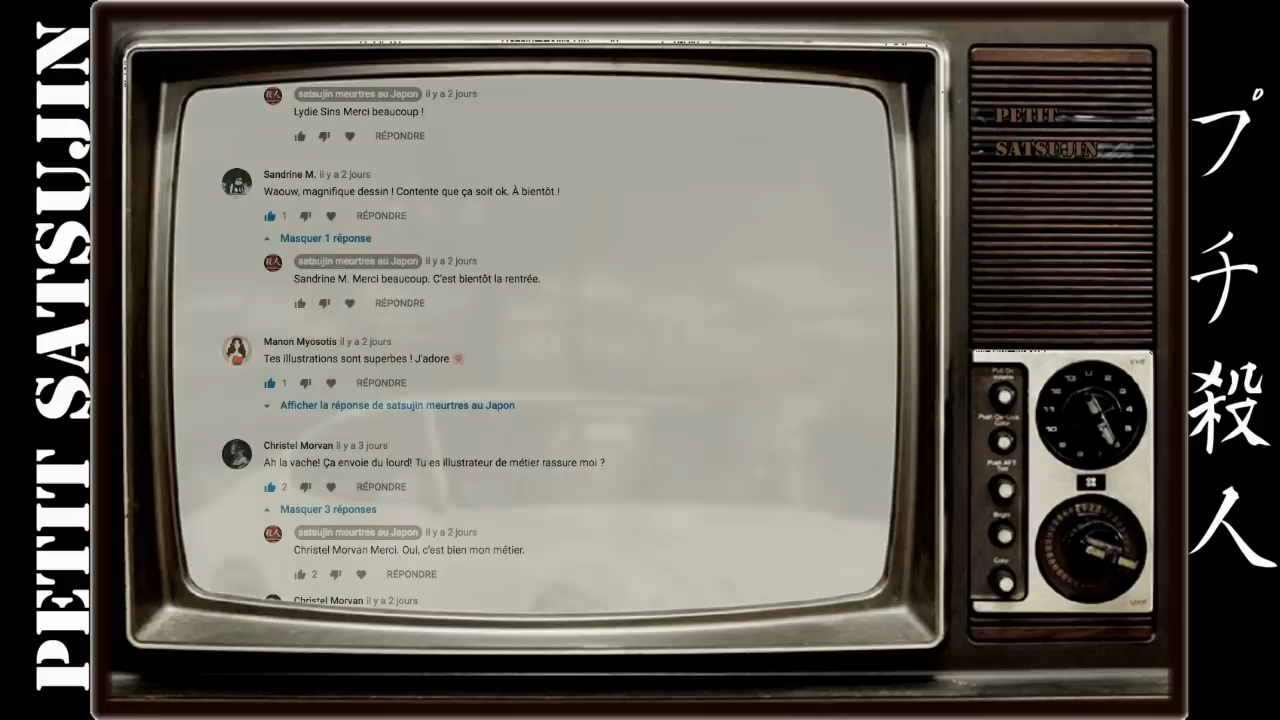 PETIT SATSUJIN
satsujin meurtres au Japon il y a 2 jours
Lydie Sins Merci beaucoup !
RÉPONDRE
Sandrine M. il y a 2 jours
Waouw, magnifique dessin ! Contente que ça soit ok. À bientôt !
1 RÉPONDRE
Masquer 1 réponse
satsujin meurtres au Japon il y a 2 jours
Sandrine M. Merci beaucoup. C'est bientôt la rentrée.
RÉPONDRE
Manon Myosotis il y a 2 jours
Tes illustrations sont superbes ! J'adore
1 RÉPONDRE
Afficher la réponse de satsujin meurtres au Japon
Christel Morvan il y a 3 jours
Ah la vache! Ça envoie du lourd! Tu es illustrateur de métier rassure moi ?
2 RÉPONDRE
Masquer 3 réponses
satsujin meurtres au Japon il y a 2 jours
Christel Morvan Merci. Oui, c'est bien mon métier.
2 RÉPONDRE
Christel Morvan il y a 2 jours
PETIT
SATSUJIN
VHF
UHF
プチ殺人